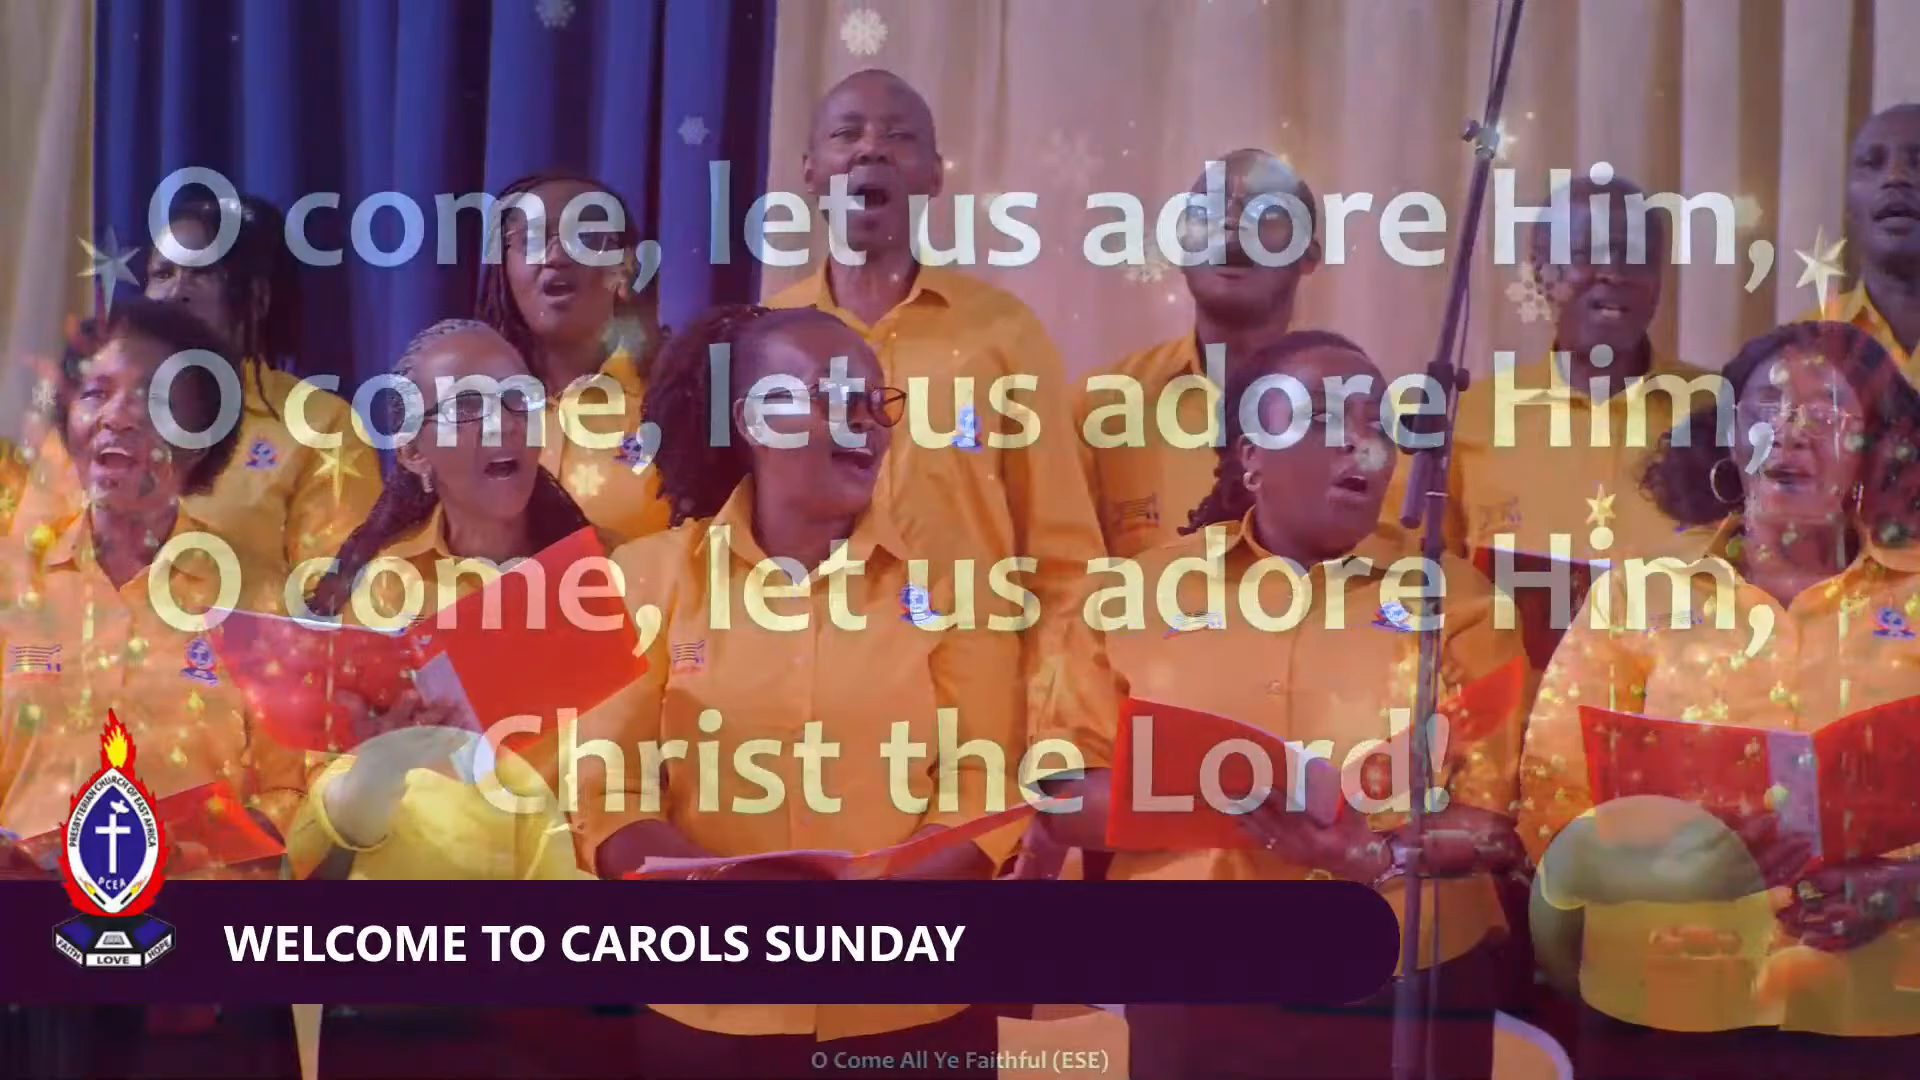 O come, let us adore Him,
O come, let us adore Him,
O come, let us adore Him,
Christ the Lord!
PRESBYTERIAN CHURCH OF EAST AFRICA
PCEA
FAITH
LOVE
HOPE
WELCOME TO CAROLS SUNDAY
O Come All Ye Faithful (ESE)